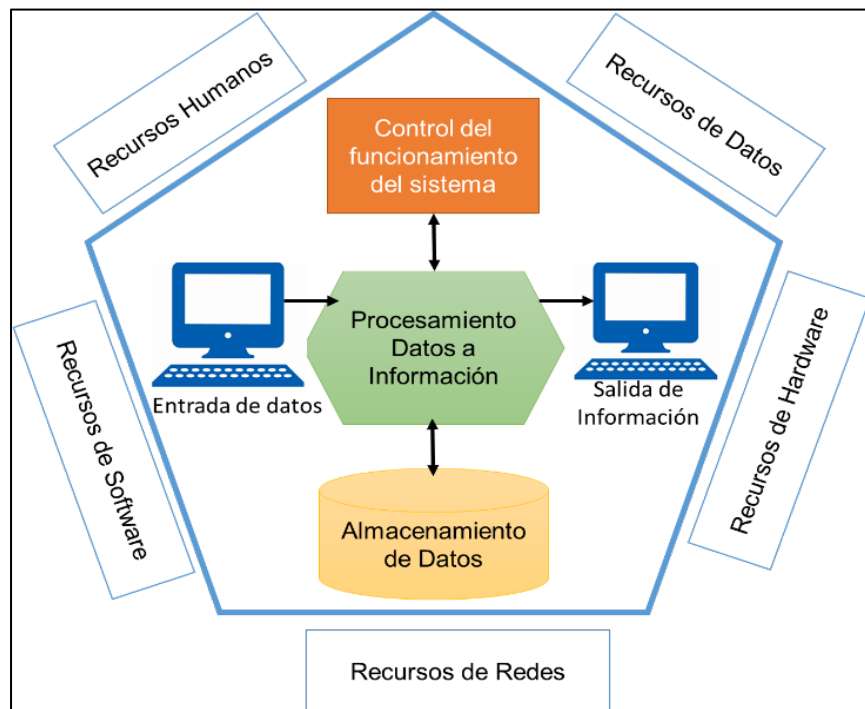 Recursos Humanos
Recursos de Datos
Control del
funcionamiento
del sistema
Procesamiento
Datos a
Información
Entrada de datos
Salida de
Información
Recursos de Software
Recursos de Hardware
Almacenamiento
de Datos
Recursos de Redes